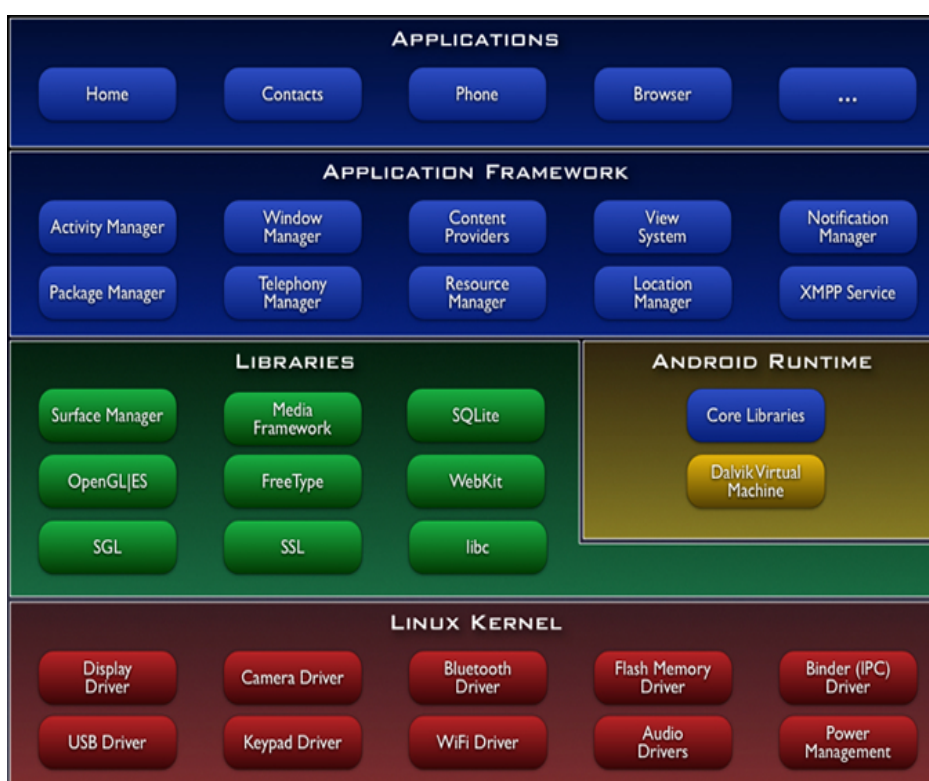 APPLICATIONS
Home
Contacts
Phone
Browser
...
APPLICATION FRAMEWORK
Activity Manager
Window
Manager
Content
Providers
View
System
Notification
Manager
Package Manager
Telephony
Manager
Resource
Manager
Location
Manager
XMPP Service
LIBRARIES
Surface Manager
Media
Framework
SQLite
OpenGL|ES
FreeType
WebKit
SGL
SSL
libc
ANDROID RUNTIME
Core Libraries
Dalvik Virtual
Machine
LINUX KERNEL
Display
Driver
Camera Driver
Bluetooth
Driver
Flash Memory
Driver
Binder (IPC)
Driver
USB Driver
Keypad Driver
WiFi Driver
Audio
Drivers
Power
Management